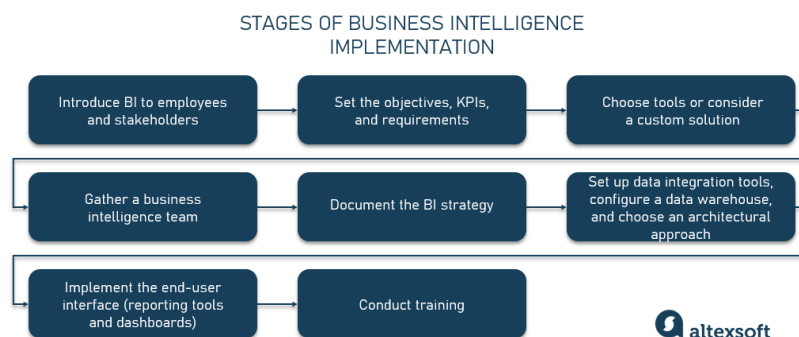 STAGES OF BUSINESS INTELLIGENCE
IMPLEMENTATION
Introduce BI to employees
and stakeholders
Set the objectives, KPIs,
and requirements
Choose tools or consider
a custom solution
Gather a business
intelligence team
Document the BI strategy
Set up data integration tools,
configure a data warehouse,
and choose an architectural
approach
Implement the end-user
interface (reporting tools
and dashboards)
Conduct training
altexsoft